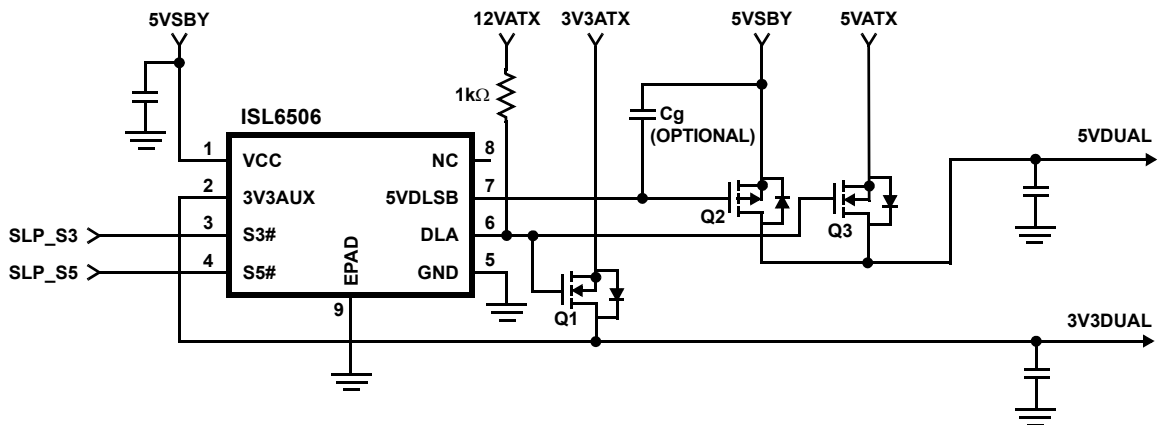 5VSBY
12VATX
3V3ATX
5VSBY
5VATX
1kΩ
Cg
(OPTIONAL)
ISL6506
5VDUAL
1
VCC
NC
8
2
3V3AUX
5VDLSB
7
Q2
Q3
SLP_S3
3
S3#
DLA
6
SLP_S5
4
S5#
EPAD
GND
5
9
Q1
3V3DUAL